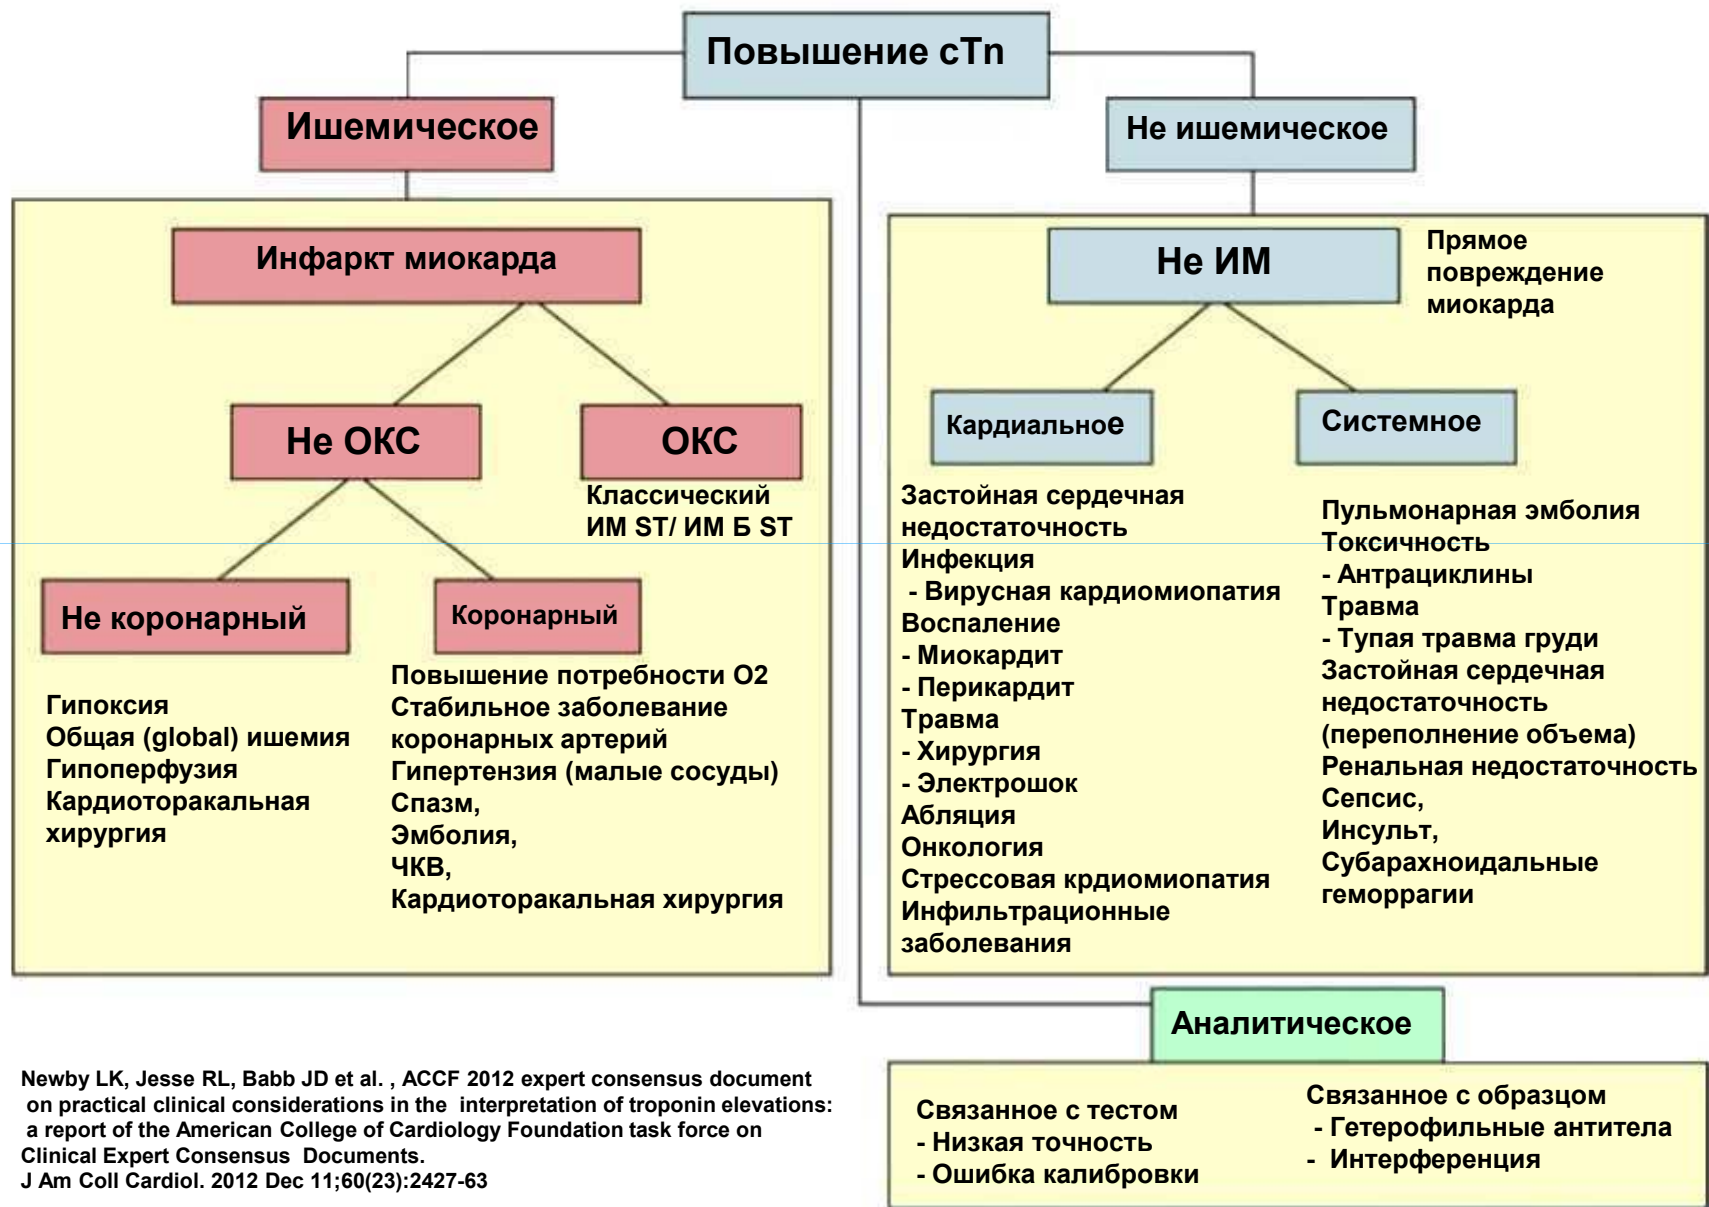 Повышение cTn
Ишемическое
Не ишемическое
Инфаркт миокарда
Не ОКС
ОКС
Классический
ИМ ST/ ИМ Б ST
Не коронарный
Коронарный
Гипоксия
Общая (global) ишемия
Гипоперфузия
Кардиоторакальная
хирургия
Повышение потребности О2
Стабильное заболевание
коронарных артерий
Гипертензия (малые сосуды)
Спазм,
Эмболия,
ЧКВ,
Кардиоторакальная хирургия
Не ИМ
Прямое
повреждение
миокарда
Кардиальное
Системное
Застойная сердечная
недостаточность
Инфекция
- Вирусная кардиомиопатия
Воспаление
- Миокардит
- Перикардит
Травма
- Хирургия
- Электрошок
Абляция
Онкология
Стрессовая крдиомиопатия
Инфильтрационные
заболевания
Пульмонарная эмболия
Токсичность
- Антрациклины
Травма
- Тупая травма груди
Застойная сердечная
недостаточность
(переполнение объема)
Ренальная недостаточность
Сепсис,
Инсульт,
Субарахноидальные
геморрагии
Аналитическое
Связанное с тестом
- Низкая точность
- Ошибка калибровки
Связанное с образцом
- Гетерофильные антитела
- Интерференция
Newby LK, Jesse RL, Babb JD et al. , ACCF 2012 expert consensus document
on practical clinical considerations in the interpretation of troponin elevations:
a report of the American College of Cardiology Foundation task force on
Clinical Expert Consensus Documents.
J Am Coll Cardiol. 2012 Dec 11;60(23):2427-63